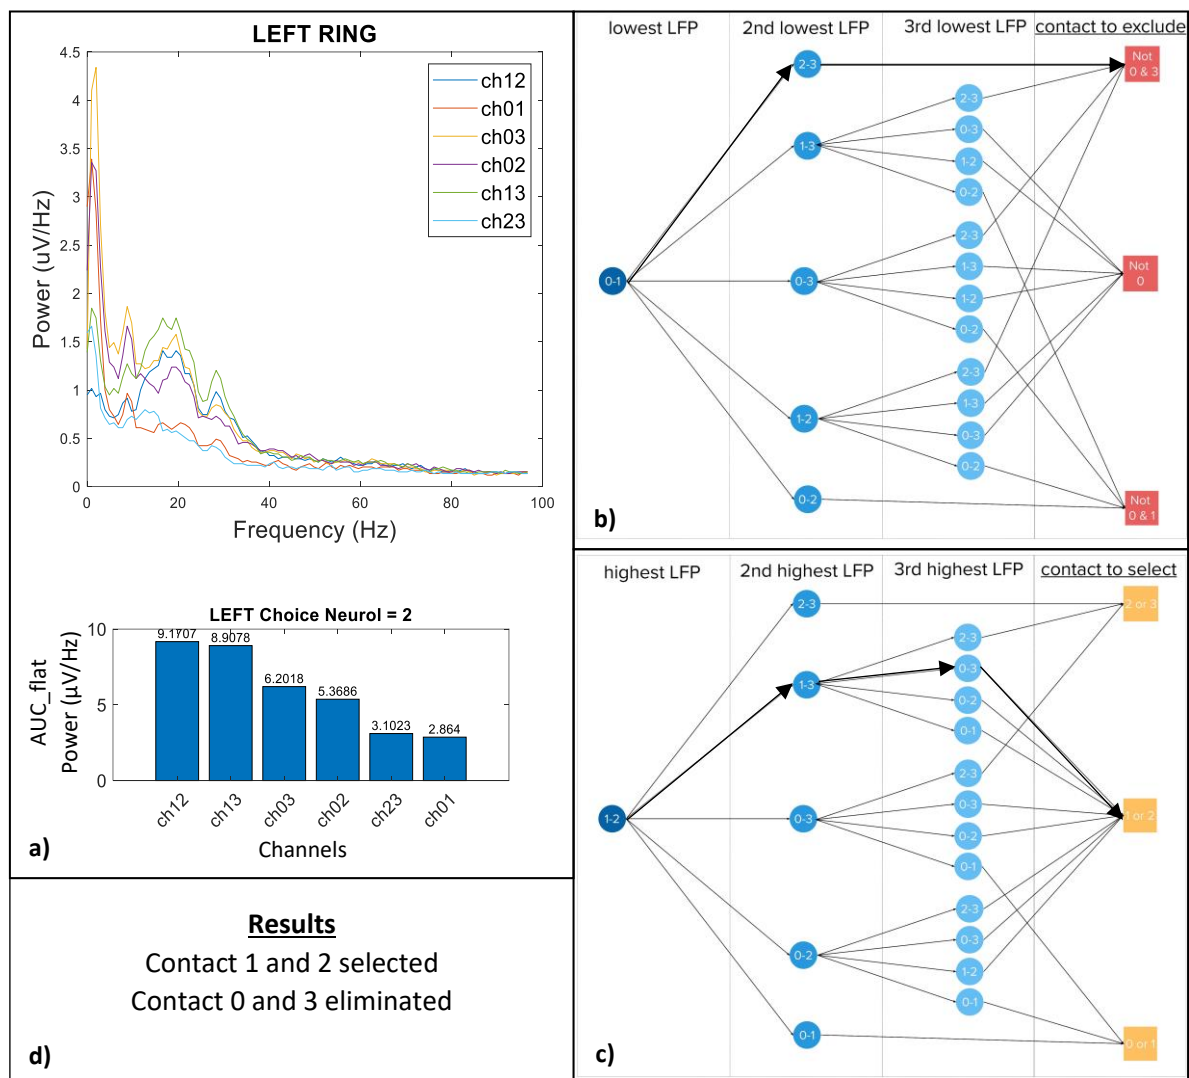 LEFT RING
4.5
4
3.5
3
2.5
2
1.5
1
0.5
0
Power (uV/Hz)
ch12
ch01
ch03
ch02
ch13
ch23
0 20 40 60 80 100
Frequency (Hz)
LEFT Choice Neurol = 2
10
5
0
AUC_flat
Power (µV/Hz)
9.1707
8.9078
6.2018
5.3686
3.1023
2.864
ch12 ch13 ch03 ch02 ch23 ch01
Channels
a)
lowest LFP 2nd lowest LFP 3rd lowest LFP contact to exclude
0-1
2-3
1-3
0-3
1-2
0-2
2-3
0-3
1-2
0-2
2-3
1-3
1-2
0-2
2-3
1-3
0-3
0-2
Not
0 & 3
Not
0
Not
0 & 1
b)
highest LFP 2nd highest LFP 3rd highest LFP contact to select
1-2
2-3
1-3
0-3
0-2
0-1
2-3
0-3
0-2
0-1
2-3
0-3
0-2
0-1
2-3
0-3
1-2
0-1
2 or 3
1 or 2
0 or 1
c)
Results
Contact 1 and 2 selected
Contact 0 and 3 eliminated
d)